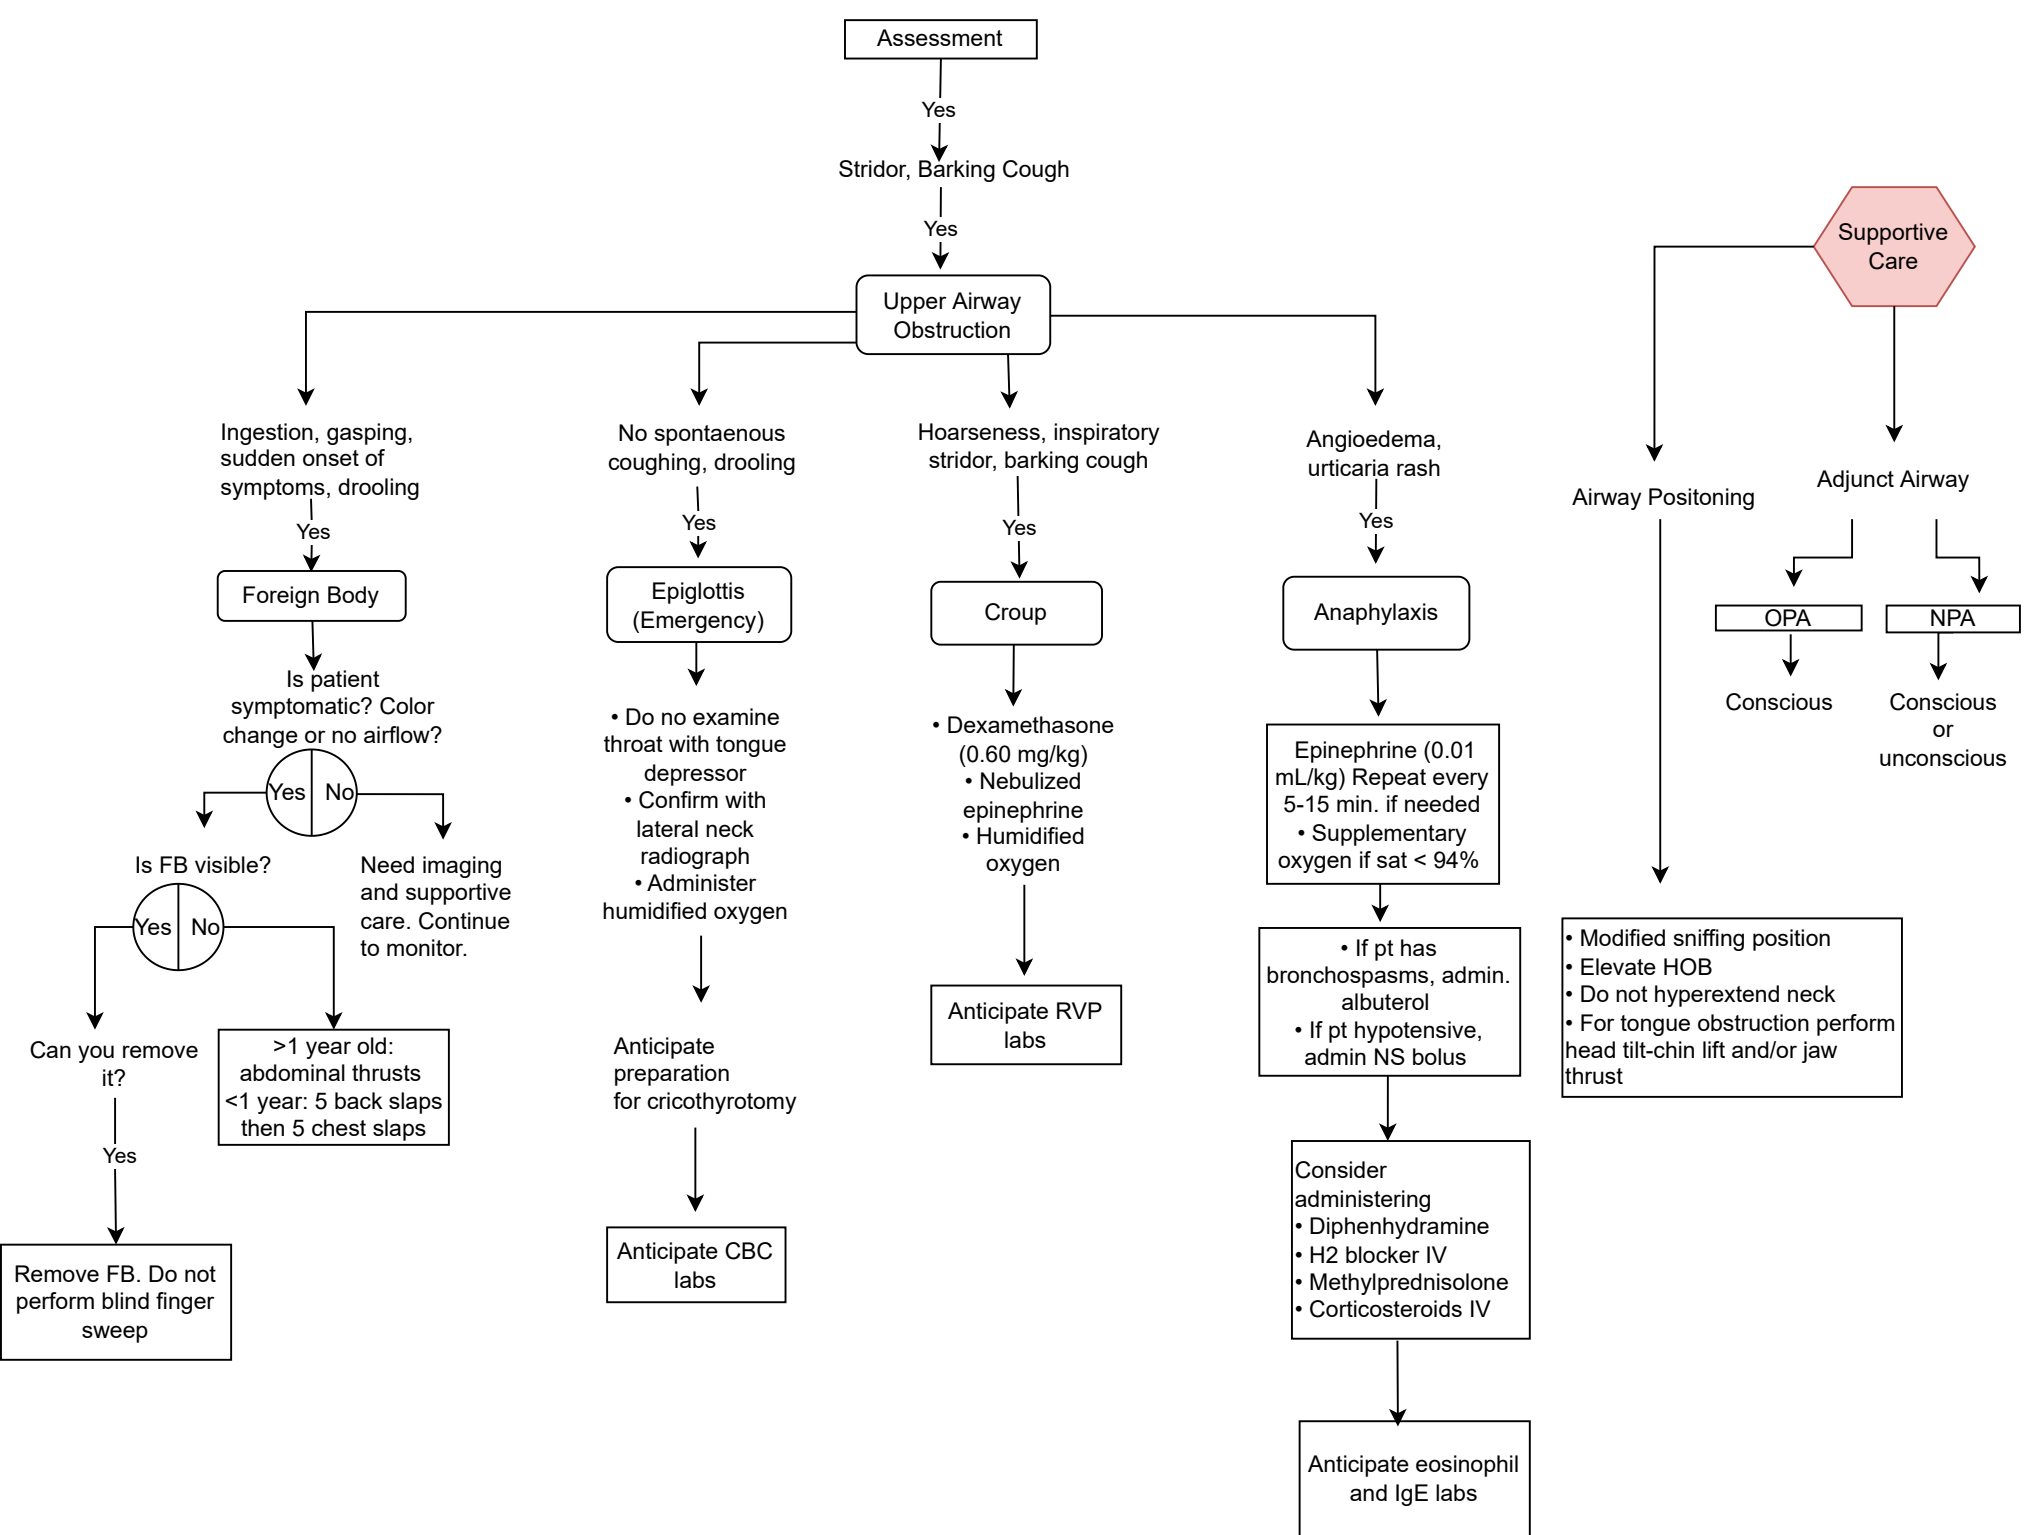 Assessment
Yes
Stridor, Barking Cough
Yes
Upper Airway
Obstruction
Supportive
Care
Ingestion, gasping,
sudden onset of
symptoms, drooling
Yes
Foreign Body
Is patient
symptomatic? Color
change or no airflow?
Yes
No
Is FB visible?
Yes
No
Need imaging
and supportive
care. Continue
to monitor.
Can you remove
it?
Yes
Remove FB. Do not
perform blind finger
sweep
>1 year old:
abdominal thrusts
<1 year: 5 back slaps
then 5 chest slaps
No spontaenous
coughing, drooling
Yes
Epiglottis
(Emergency)
• Do no examine
throat with tongue
depressor
• Confirm with
lateral neck
radiograph
• Administer
humidified oxygen
Anticipate
preparation
for cricothyrotomy
Anticipate CBC
labs
Hoarseness, inspiratory
stridor, barking cough
Yes
Croup
• Dexamethasone
(0.60 mg/kg)
• Nebulized
epinephrine
• Humidified
oxygen
Anticipate RVP
labs
Angioedema,
urticaria rash
Yes
Anaphylaxis
Epinephrine (0.01
mL/kg) Repeat every
5-15 min. if needed
• Supplementary
oxygen if sat < 94%
• If pt has
bronchospasms, admin.
albuterol
• If pt hypotensive,
admin NS bolus
Consider
administering
• Diphenhydramine
• H2 blocker IV
• Methylprednisolone
• Corticosteroids IV
Anticipate eosinophil
and IgE labs
Airway Positoning
• Modified sniffing position
• Elevate HOB
• Do not hyperextend neck
• For tongue obstruction perform
head tilt-chin lift and/or jaw
thrust
Adjunct Airway
OPA
Conscious
NPA
Conscious
or
unconscious